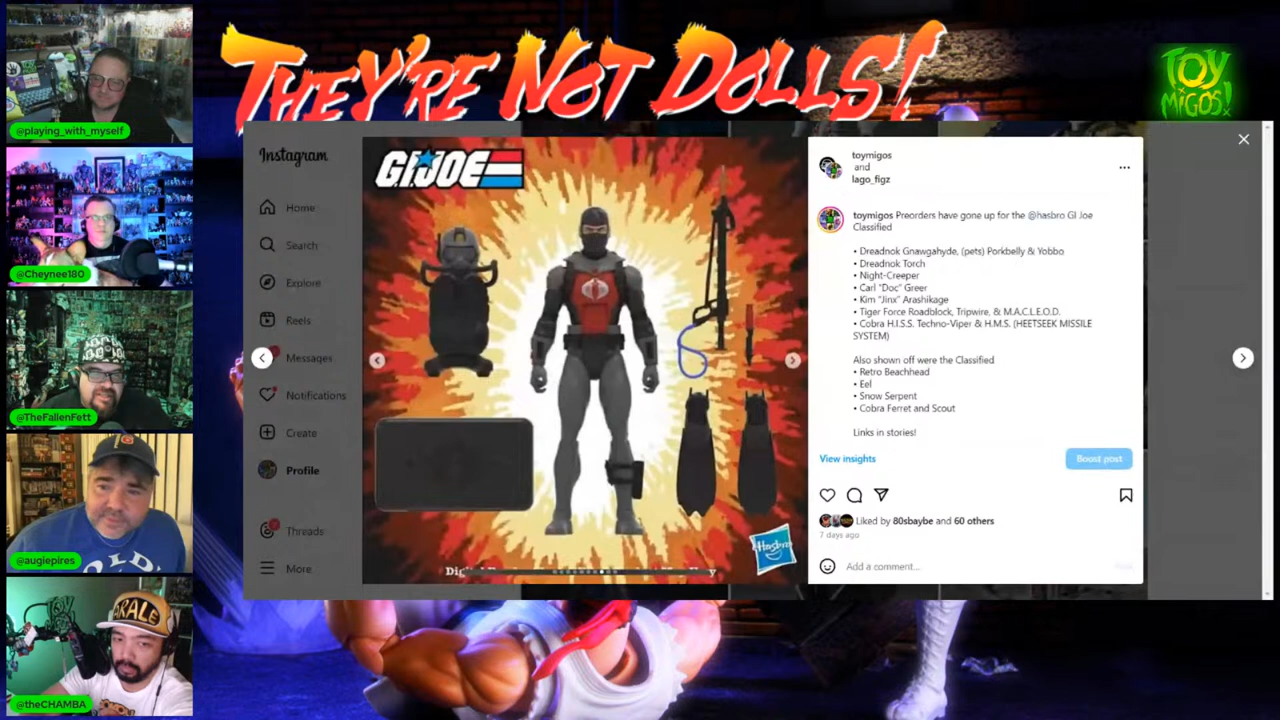 THEY'RE NOT DOLLS!
TOY
MIGOS!
@playing_with_myself
@Cheynee180
@TheFallenFett
@augiepires
ARALE
@theCHAMBA
Instagram
Home
Search
Explore
Reels
Messages
Notifications
Create
Profile
Threads
More
GI JOE
Hasbro
toymigos
and
lago_figz
toymigos Preorders have gone up for the @hasbro GI Joe
Classified
• Dreadnok Gnawgahyde, (pets) Porkbelly & Yobbo
• Dreadnok Torch
• Night-Creeper
• Carl "Doc" Greer
• Kim "Jinx" Arashikage
• Tiger Force Roadblock, Tripwire, & M.A.C.L.E.O.D.
• Cobra H.I.S.S. Techno-Viper & H.M.S. (HEETSEEK MISSILE
SYSTEM)
Also shown off were the Classified
• Retro Beachhead
• Eel
• Snow Serpent
• Cobra Ferret and Scout
Links in stories!
View insights
Boost post
Liked by 80sbaybe and 60 others
7 days ago
Add a comment...